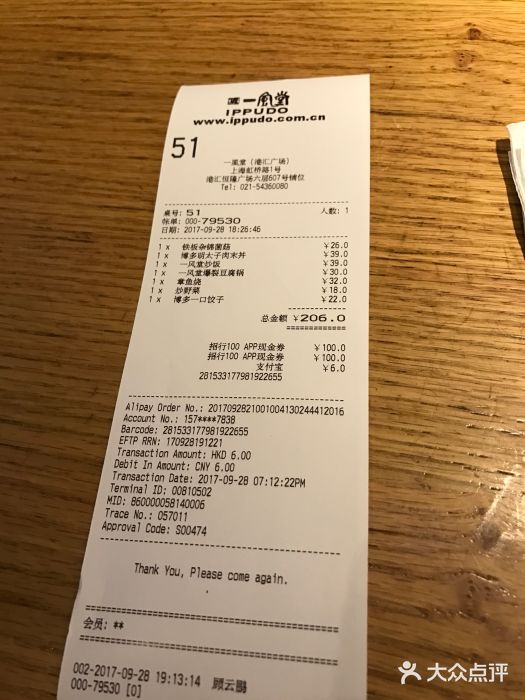 一風堂
IPPUDO
www.ippudo.com.cn
51
一風堂 (港汇广场)
上海虹桥路1号
港汇恒隆广场六层607号铺位
Tel: 021-54360080
桌号: 51 人数: 1
帐单: 000-79530
日期: 2017-09-28 18:26:46
1 x 铁板杂锦菌菇 ¥26.0
1 x 博多明太子肉末丼 ¥39.0
1 x 一风堂炒饭 ¥39.0
1 x 一风堂爆裂豆腐锅 ¥30.0
1 x 章鱼烧 ¥32.0
1 x 炒野菜 ¥18.0
1 x 博多一口饺子 ¥22.0
总金额 ¥206.0
招行100 APP现金券 ¥100.0
招行100 APP现金券 ¥100.0
支付宝 ¥6.0
281533177981922655
Alipay Order No.: 2017092821001004130244412016
Account No.: 157****7838
Barcode: 281533177981922655
EFTP RRN: 170928191221
Transaction Amount: HKD 6.00
Debit In Amount: CNY 6.00
Transaction Date: 2017-09-28 07:12:22PM
Terminal ID: 00810502
MID: 860000058140006
Trace No.: 057011
Approval Code: S00474
Thank You, Please come again.
会员: **
002-2017-09-28 19:13:14 顾云鹏
000-79530 [0]
大众点评